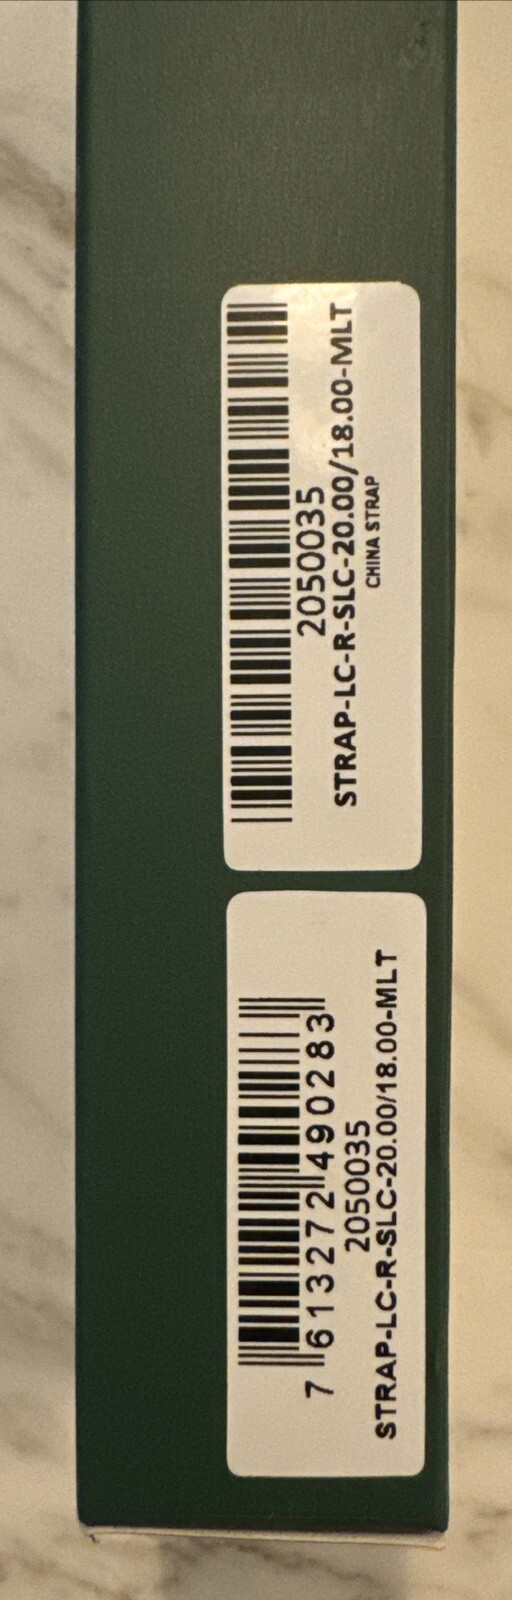 2050035
STRAP-LC-R-SLC-20.00/18.00-MLT
CHINA STRAP
7 613272 490283
2050035
STRAP-LC-R-SLC-20.00/18.00-MLT